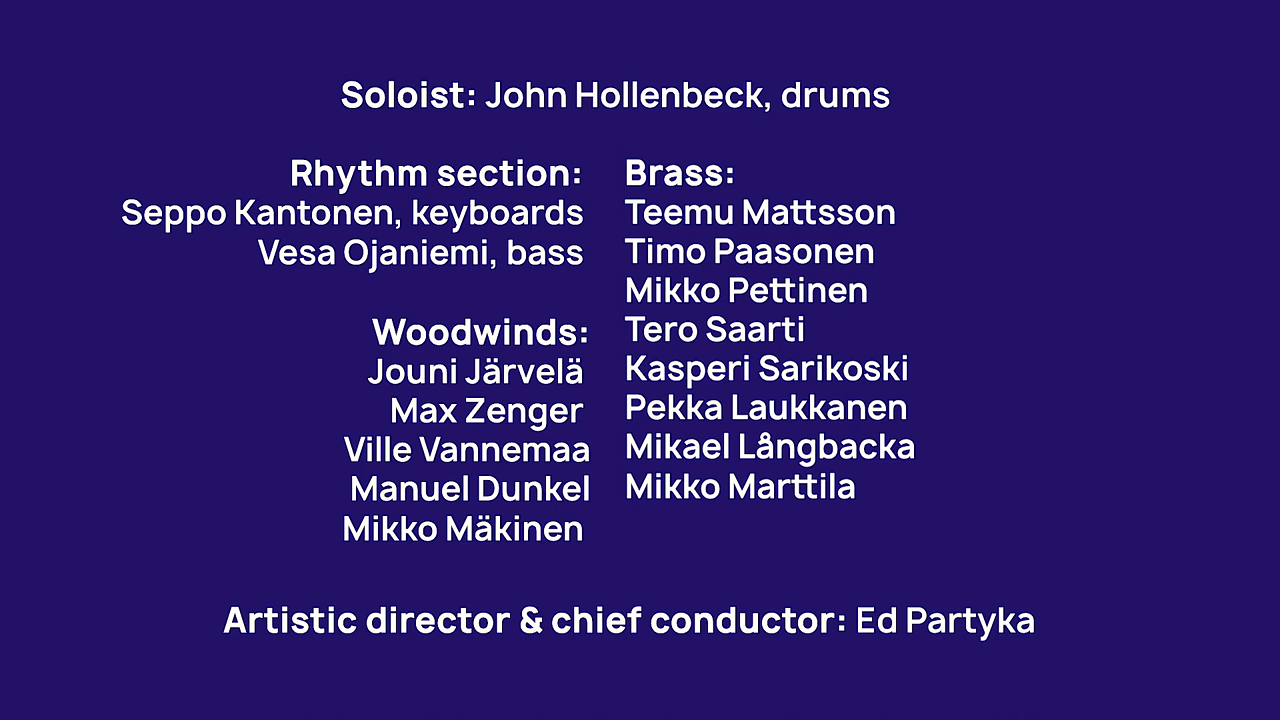 Soloist: John Hollenbeck, drums
Rhythm section:
Seppo Kantonen, keyboards
Vesa Ojaniemi, bass
Woodwinds:
Jouni Järvelä
Max Zenger
Ville Vannemaa
Manuel Dunkel
Mikko Mäkinen
Brass:
Teemu Mattsson
Timo Paasonen
Mikko Pettinen
Tero Saarti
Kasperi Sarikoski
Pekka Laukkanen
Mikael Långbacka
Mikko Marttila
Artistic director & chief conductor: Ed Partyka